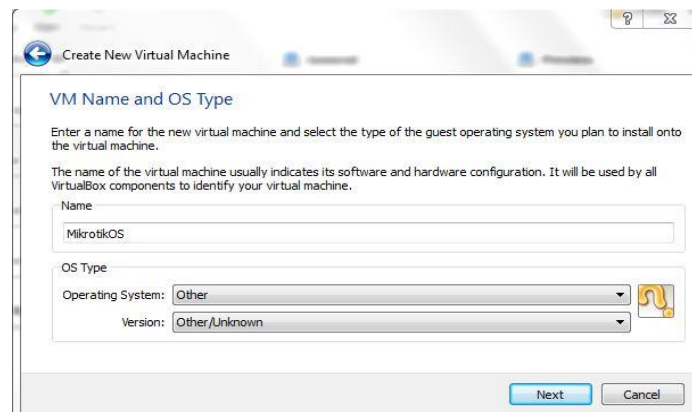 Create New Virtual Machine
VM Name and OS Type
Enter a name for the new virtual machine and select the type of the guest operating system you plan to install onto
the virtual machine.
The name of the virtual machine usually indicates its software and hardware configuration. It will be used by all
VirtualBox components to identify your virtual machine.
Name
MikrotikOS
OS Type
Operating System: Other
Version: Other/Unknown
Next Cancel